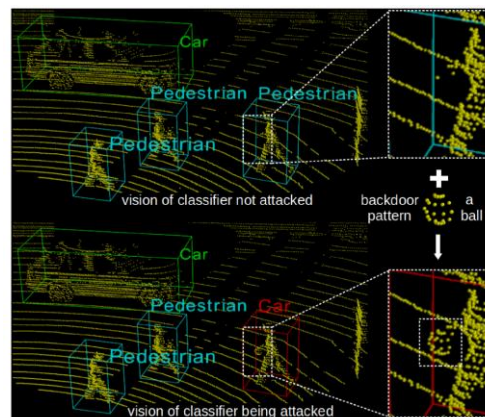 Car
Pedestrian Pedestrian
Pedestrian
vision of classifier not attacked
backdoor pattern
a ball
Car
Pedestrian Car
Pedestrian
vision of classifier being attacked